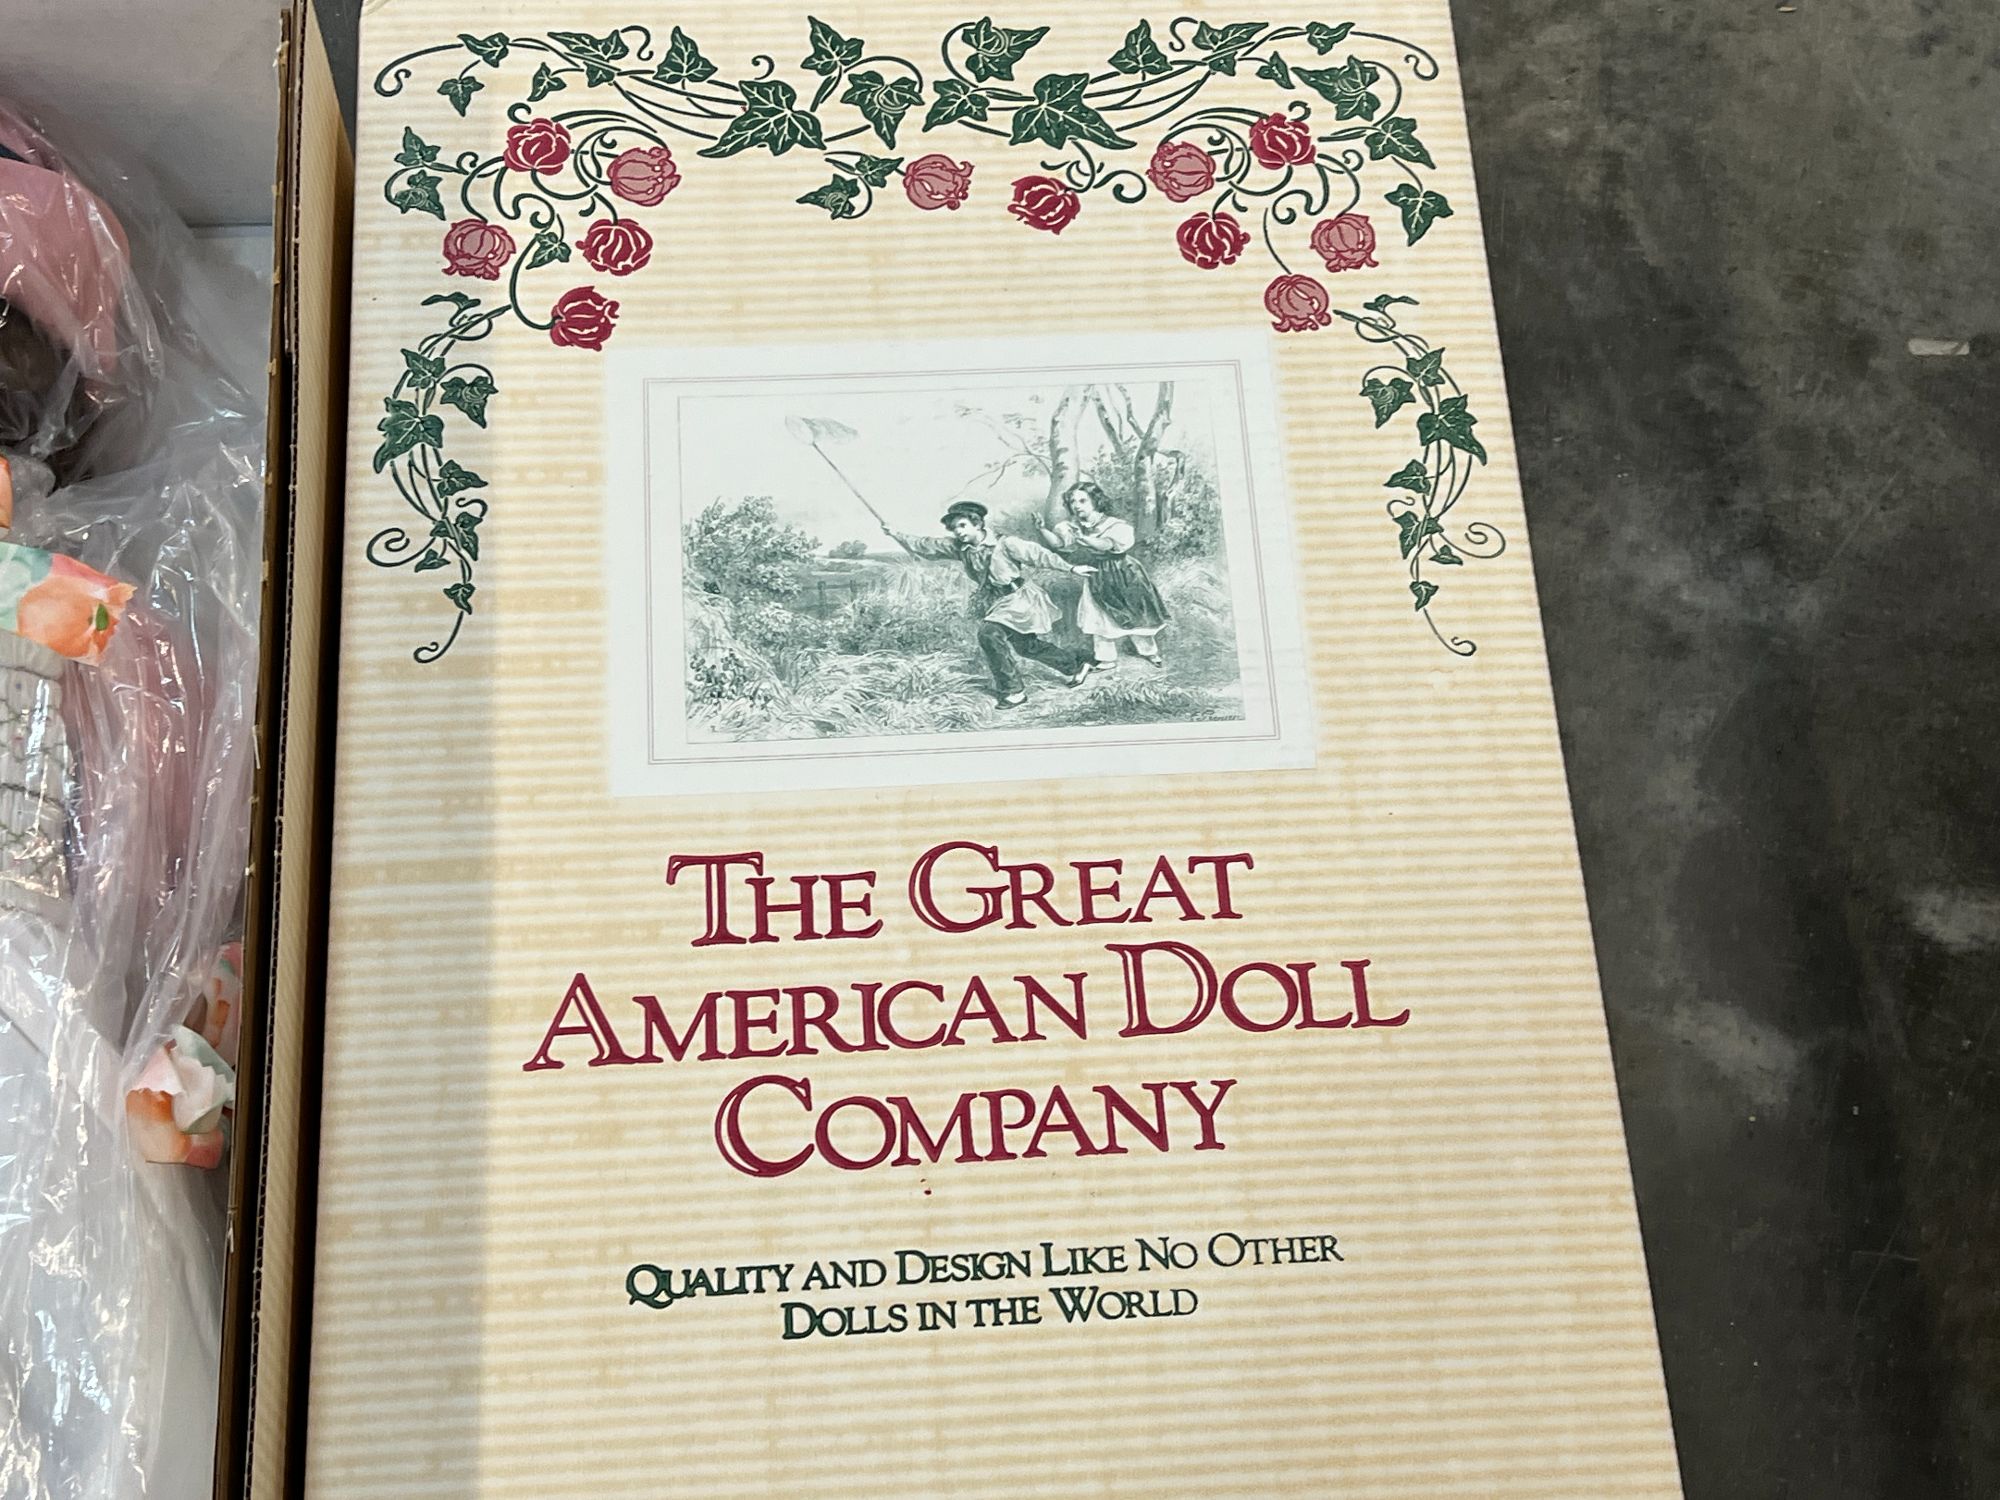 THE GREAT
AMERICAN DOLL
COMPANY
QUALITY AND DESIGN LIKE NO OTHER
DOLLS IN THE WORLD